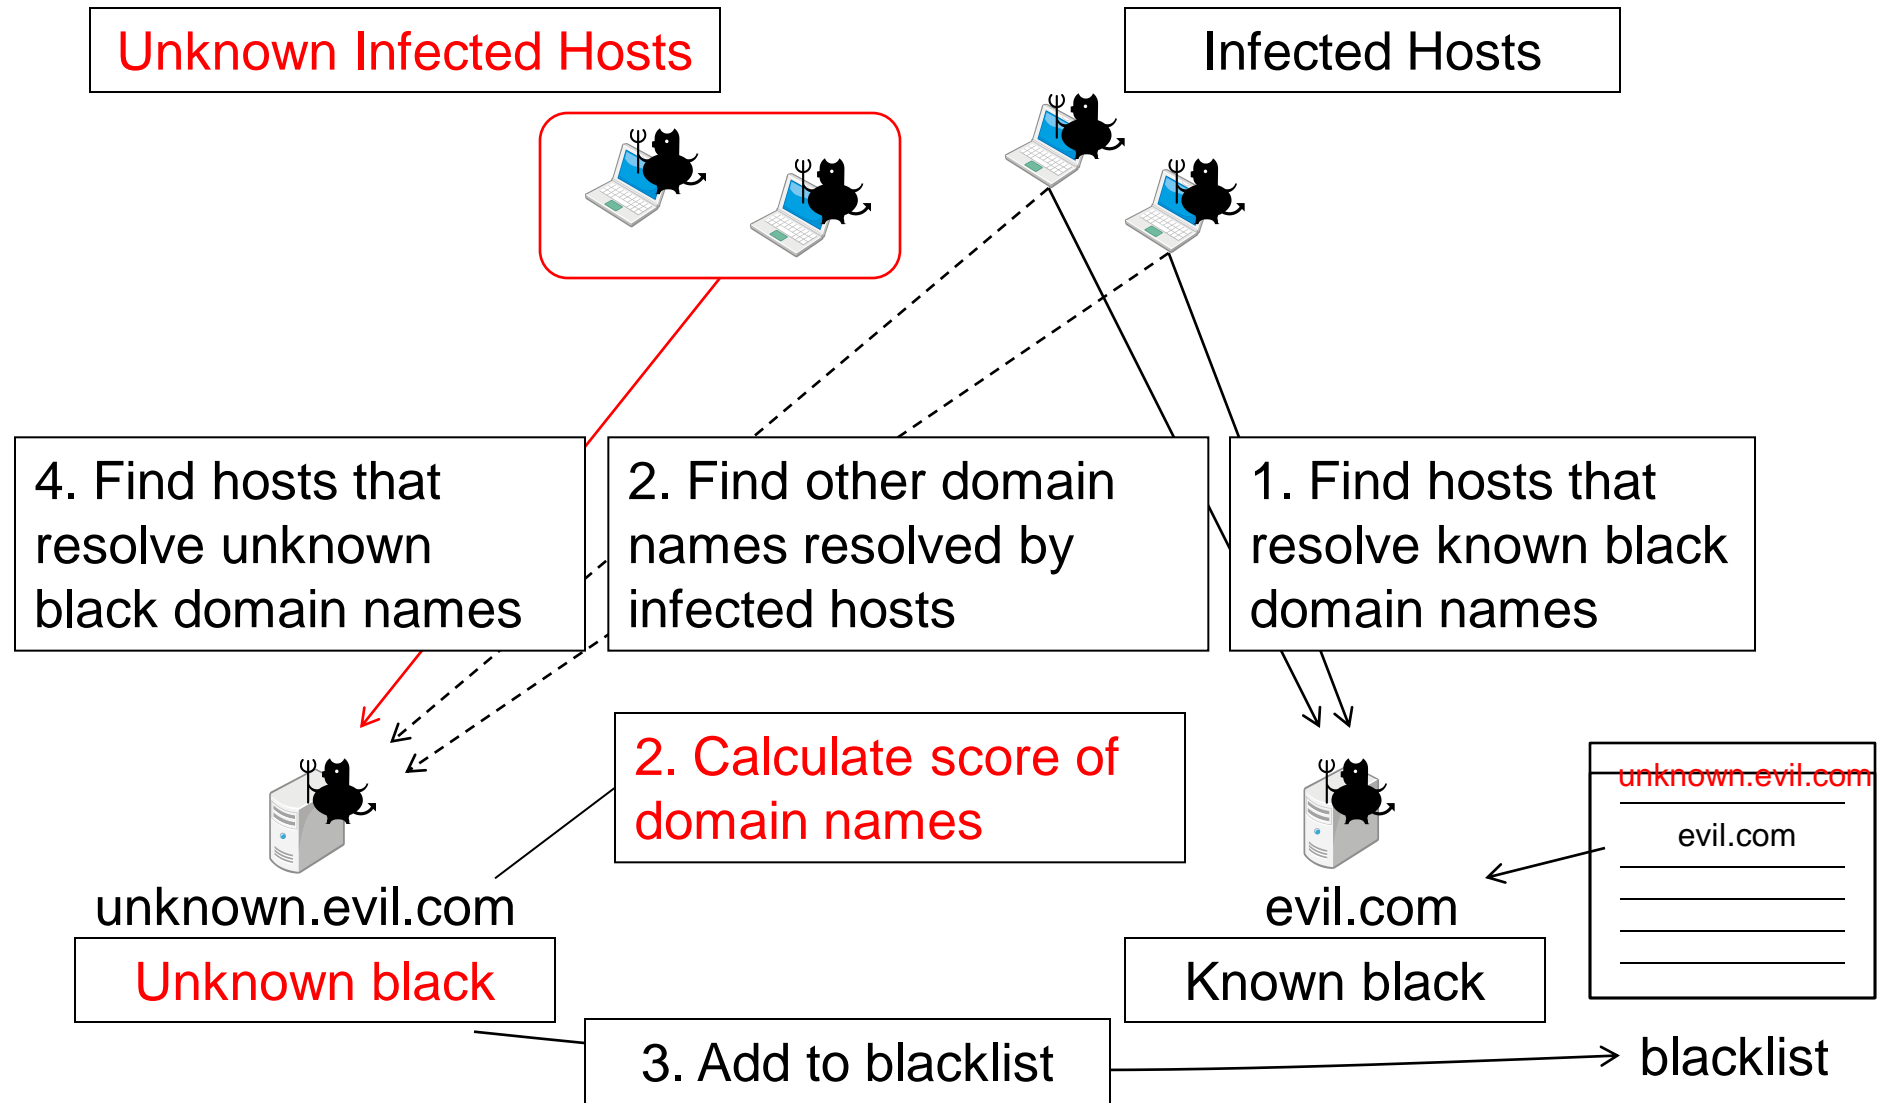 Unknown Infected Hosts
Infected Hosts
4. Find hosts that
resolve unknown
black domain names
2. Find other domain
names resolved by
infected hosts
1. Find hosts that
resolve known black
domain names
2. Calculate score of
domain names
unknown.evil.com
evil.com
unknown.evil.com
evil.com
Unknown black
Known black
3. Add to blacklist
blacklist